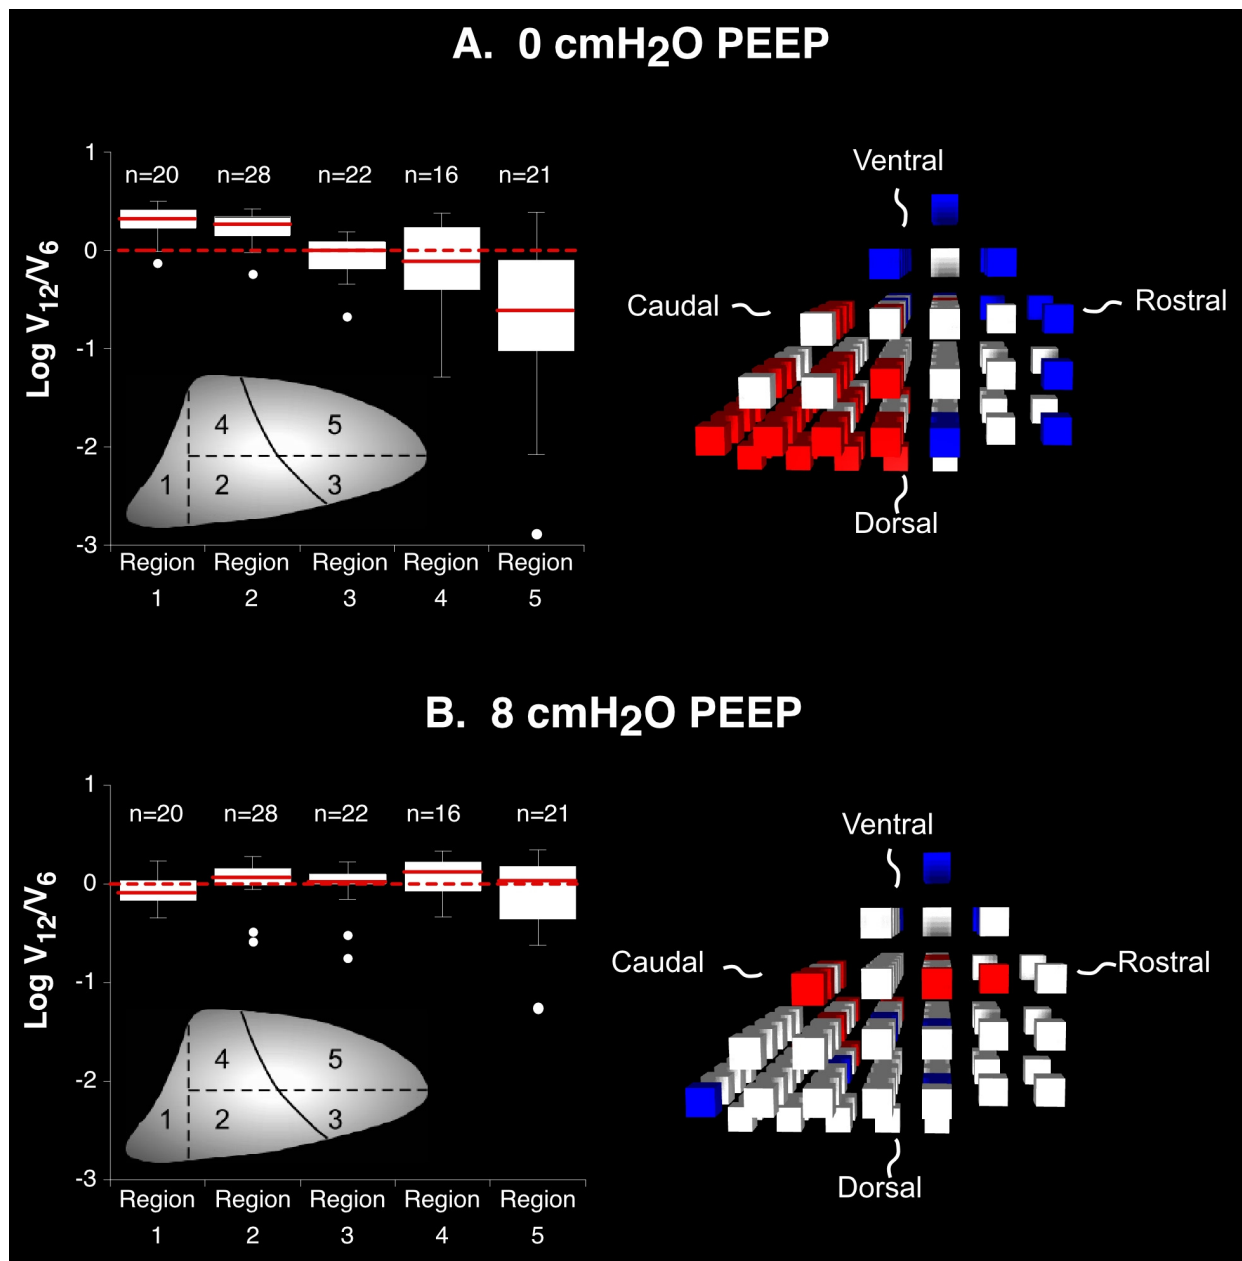 A. 0 cmH2O PEEP
Log V12/V6
1
0
-1
-2
-3
n=20 n=28 n=22 n=16 n=21
4 5
1 2 3
Region Region Region Region Region
1 2 3 4 5
Ventral
Caudal
Rostral
Dorsal
B. 8 cmH2O PEEP
Log V12/V6
1
0
-1
-2
-3
n=20 n=28 n=22 n=16 n=21
4 5
1 2 3
Region Region Region Region Region
1 2 3 4 5
Ventral
Caudal
Rostral
Dorsal